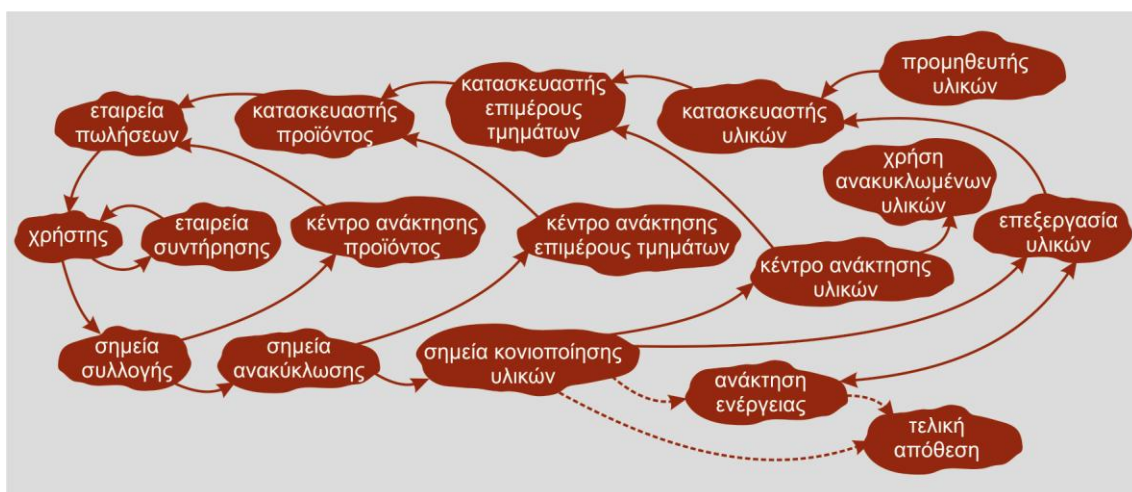 προμηθευτής
υλικών
κατασκευαστής
υλικών
κατασκευαστής
επιμέρους
τμημάτων
κατασκευαστής
προϊόντος
εταιρεία
πωλήσεων
χρήστης
εταιρεία
συντήρησης
κέντρο ανάκτησης
προϊόντος
κέντρο ανάκτησης
επιμέρους τμημάτων
κέντρο ανάκτησης
υλικών
χρήση
ανακυκλωμένων
υλικών
επεξεργασία
υλικών
σημεία
συλλογής
σημεία
ανακύκλωσης
σημεία κονιοποίησης
υλικών
ανάκτηση
ενέργειας
τελική
απόθεση